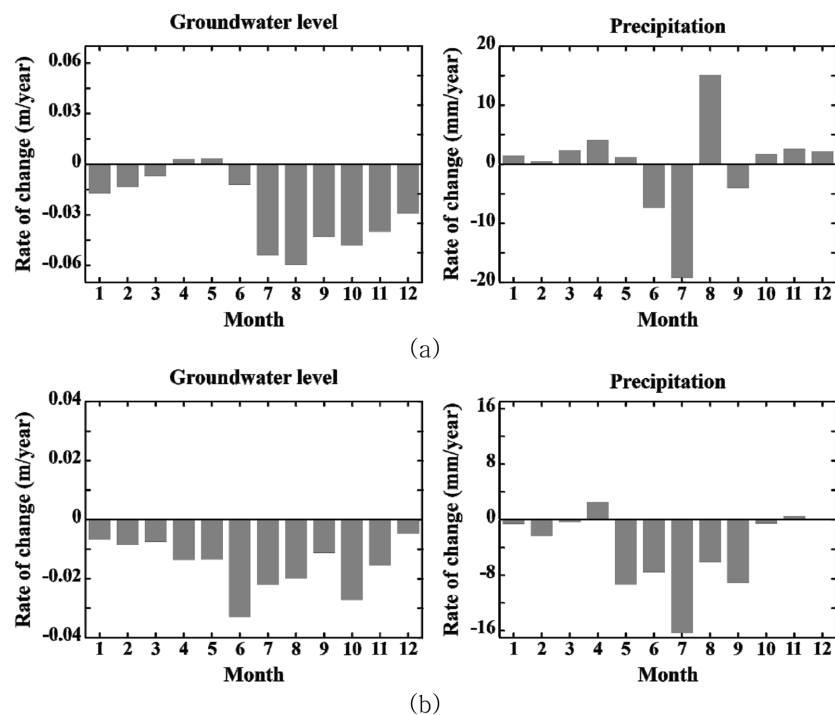 Groundwater level
Rate of change (m/year)
0.06
0.03
0
-0.03
-0.06
1 2 3 4 5 6 7 8 9 10 11 12
Month
Precipitation
Rate of change (mm/year)
20
10
0
-10
-20
1 2 3 4 5 6 7 8 9 10 11 12
Month
(a)
Groundwater level
Rate of change (m/year)
0.04
0.02
0
-0.02
-0.04
1 2 3 4 5 6 7 8 9 10 11 12
Month
Precipitation
Rate of change (mm/year)
16
8
0
-8
-16
1 2 3 4 5 6 7 8 9 10 11 12
Month
(b)